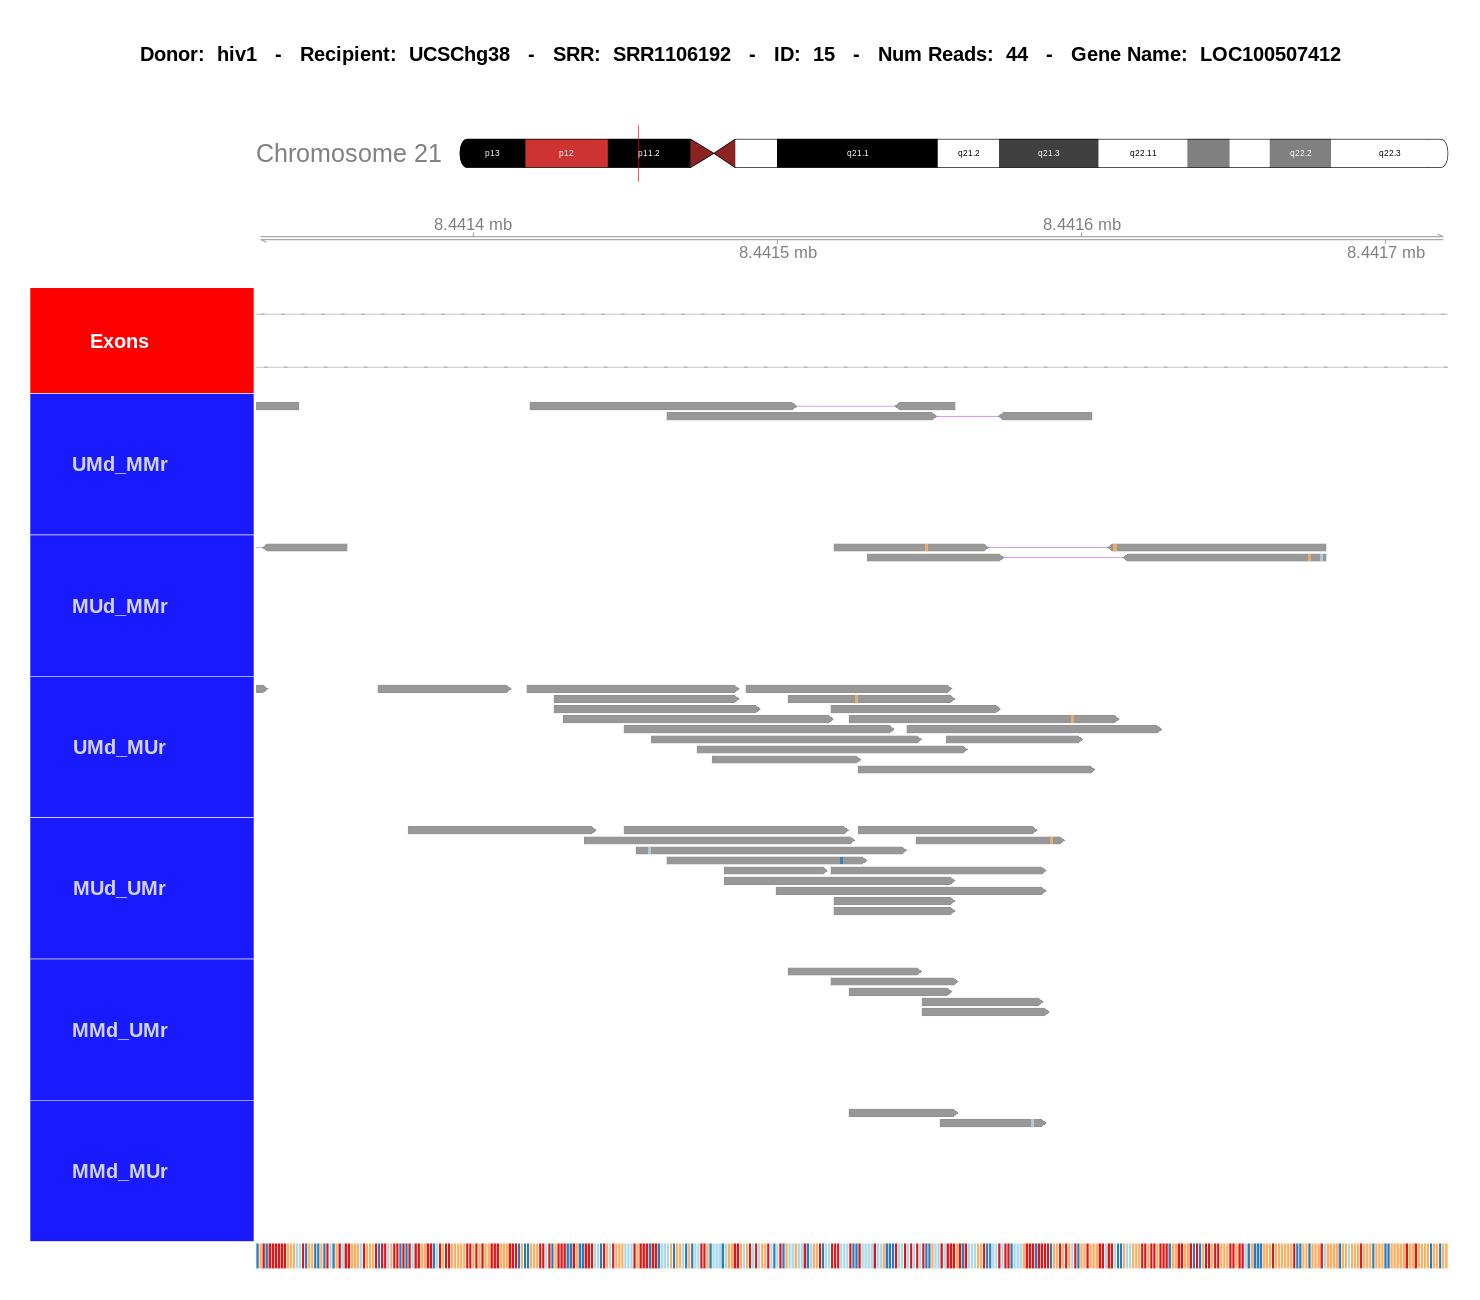 Donor: hiv1 - Recipient: UCSChg38 - SRR: SRR1106192 - ID: 15 - Num Reads: 44 - Gene Name: LOC100507412
Chromosome 21 p13 p12 p11.2 q21.1 q21.2 q21.3 q22.11 q22.2 q22.3
8.4414 mb 8.4416 mb
8.4415 mb 8.4417 mb
Exons
UMd_MMr
MUd_MMr
UMd_MUr
MUd_UMr
MMd_UMr
MMd_MUr